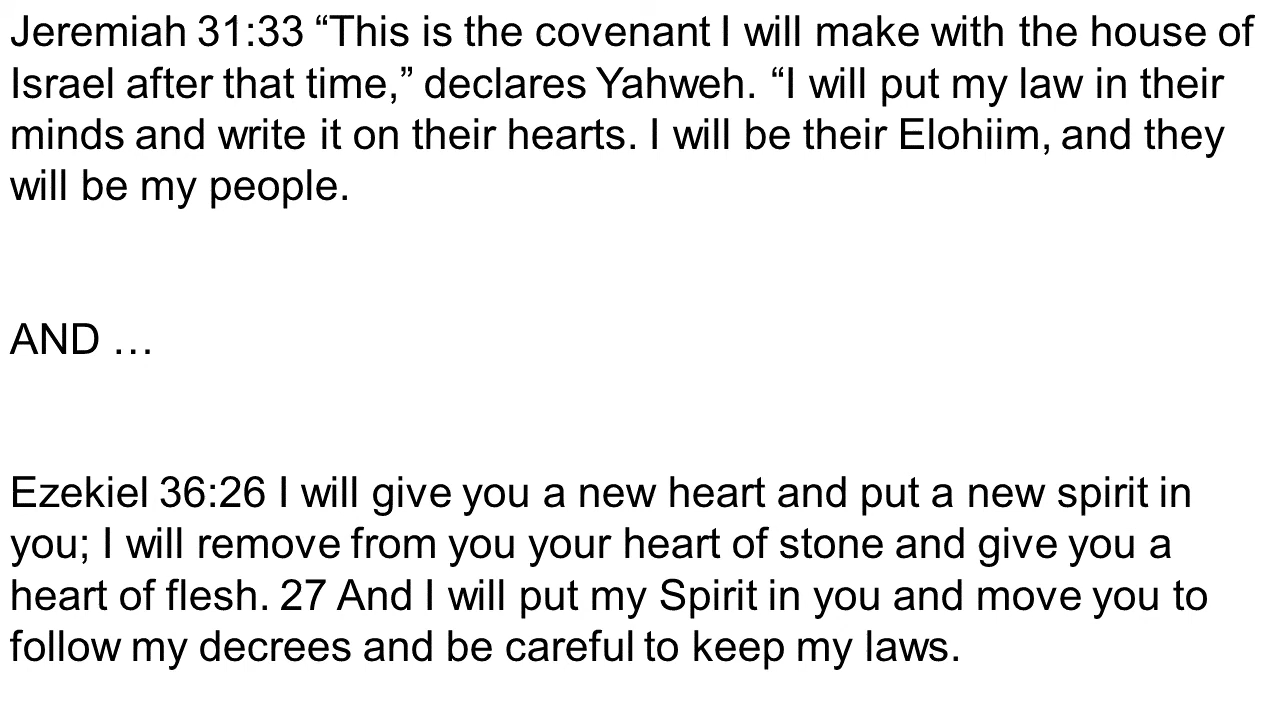 Jeremiah 31:33 “This is the covenant I will make with the house of
Israel after that time,” declares Yahweh. “I will put my law in their
minds and write it on their hearts. I will be their Elohiim, and they
will be my people.
AND …
Ezekiel 36:26 I will give you a new heart and put a new spirit in
you; I will remove from you your heart of stone and give you a
heart of flesh. 27 And I will put my Spirit in you and move you to
follow my decrees and be careful to keep my laws.